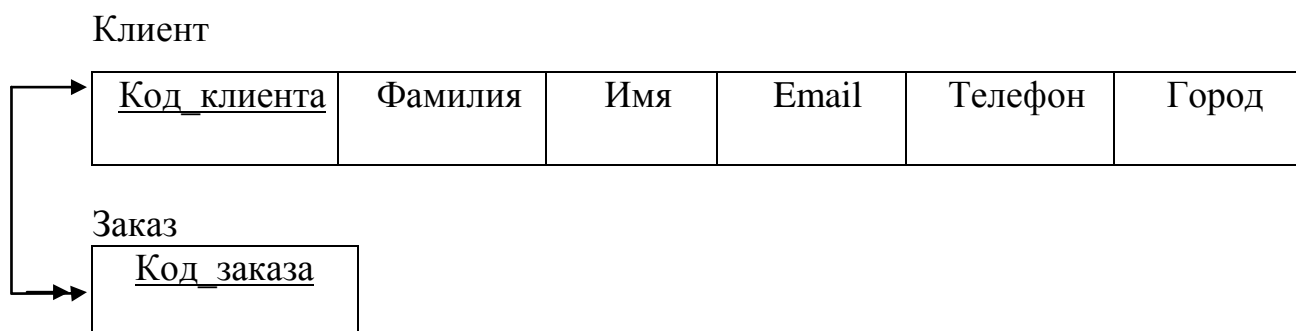 Клиент
Код_клиента Фамилия Имя Email Телефон Город
Заказ
Код_заказа